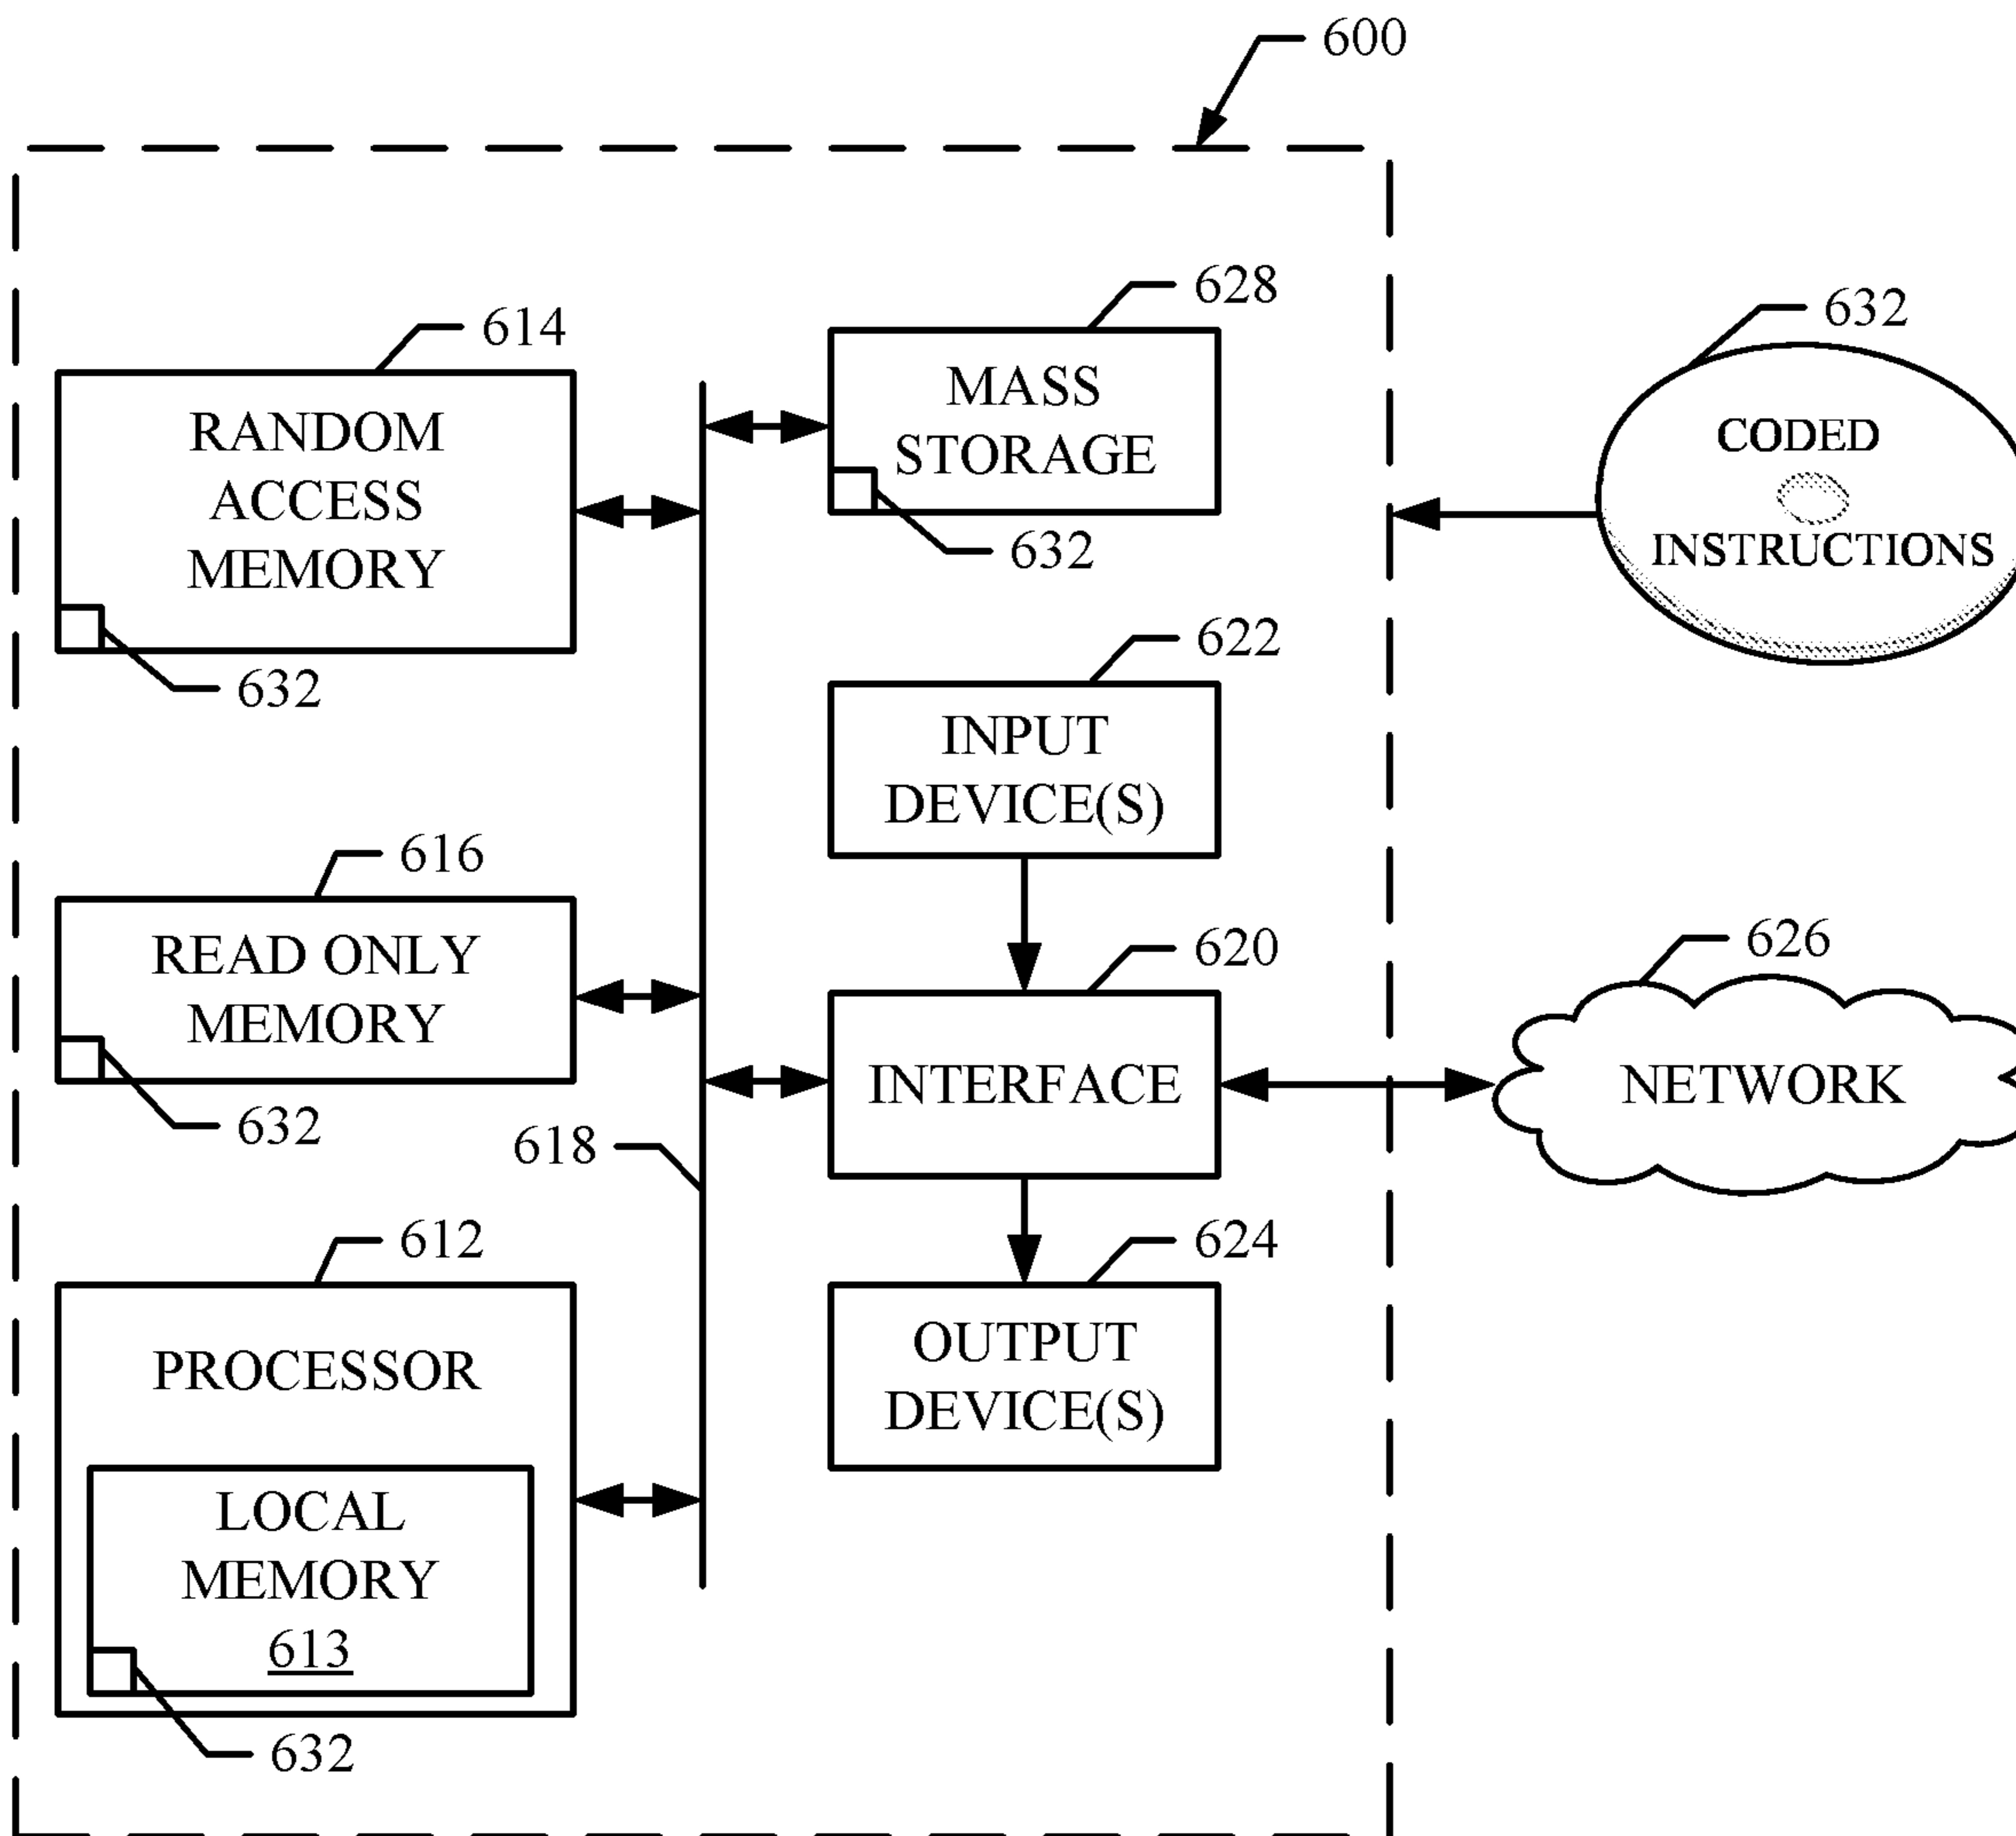 600
628
614
632
MASS
STORAGE
RANDOM
ACCESS
MEMORY
CODED
INSTRUCTIONS
632
632
622
INPUT
DEVICE(S)
616
READ ONLY
MEMORY
620
626
INTERFACE
NETWORK
632
618
612
624
PROCESSOR
OUTPUT
DEVICE(S)
LOCAL
MEMORY
613
632